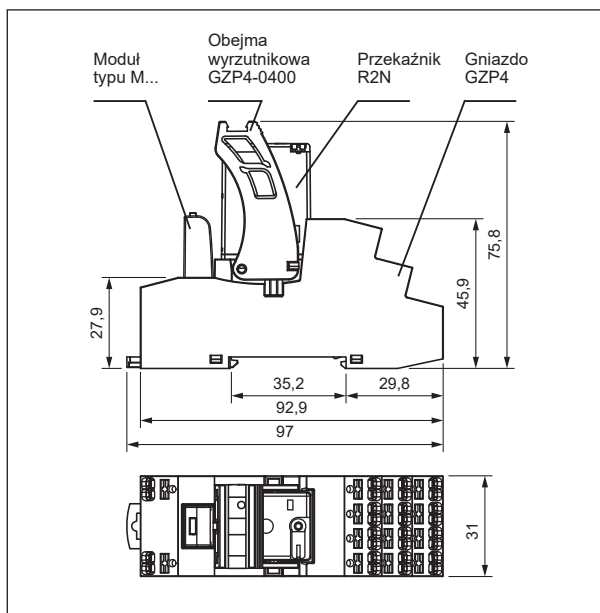 Moduł
typu M...
Obejma
wyrzutnikowa
GZP4-0400
Przekaźnik
R2N
Gniazdo
GZP4
75,8
45,9
27,9
35,2
29,8
92,9
97
31